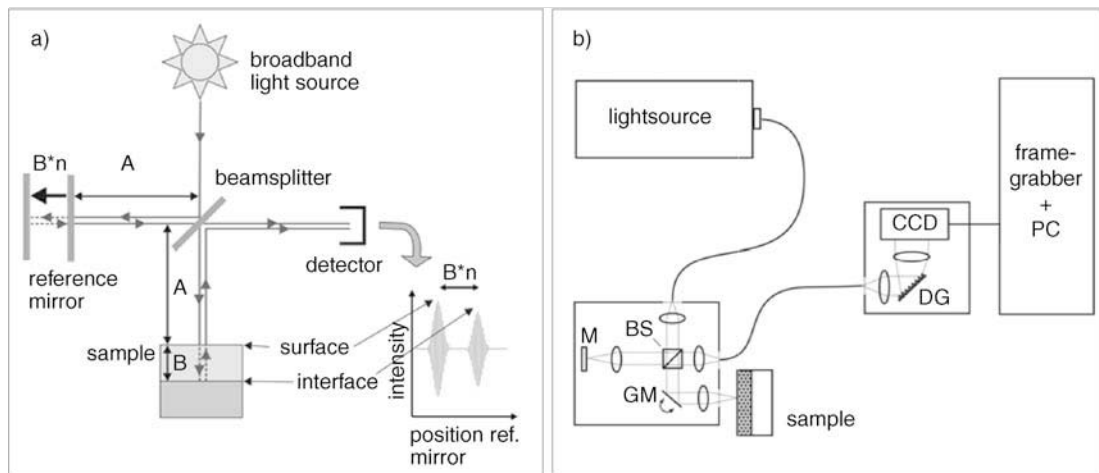 a)
broadband
light source
B*n
A
beamsplitter
reference
mirror
A
detector
B*n
sample
B
surface
interface
intensity
position ref.
mirror
b)
lightsource
frame-
grabber
+
PC
CCD
DG
M
BS
GM
sample